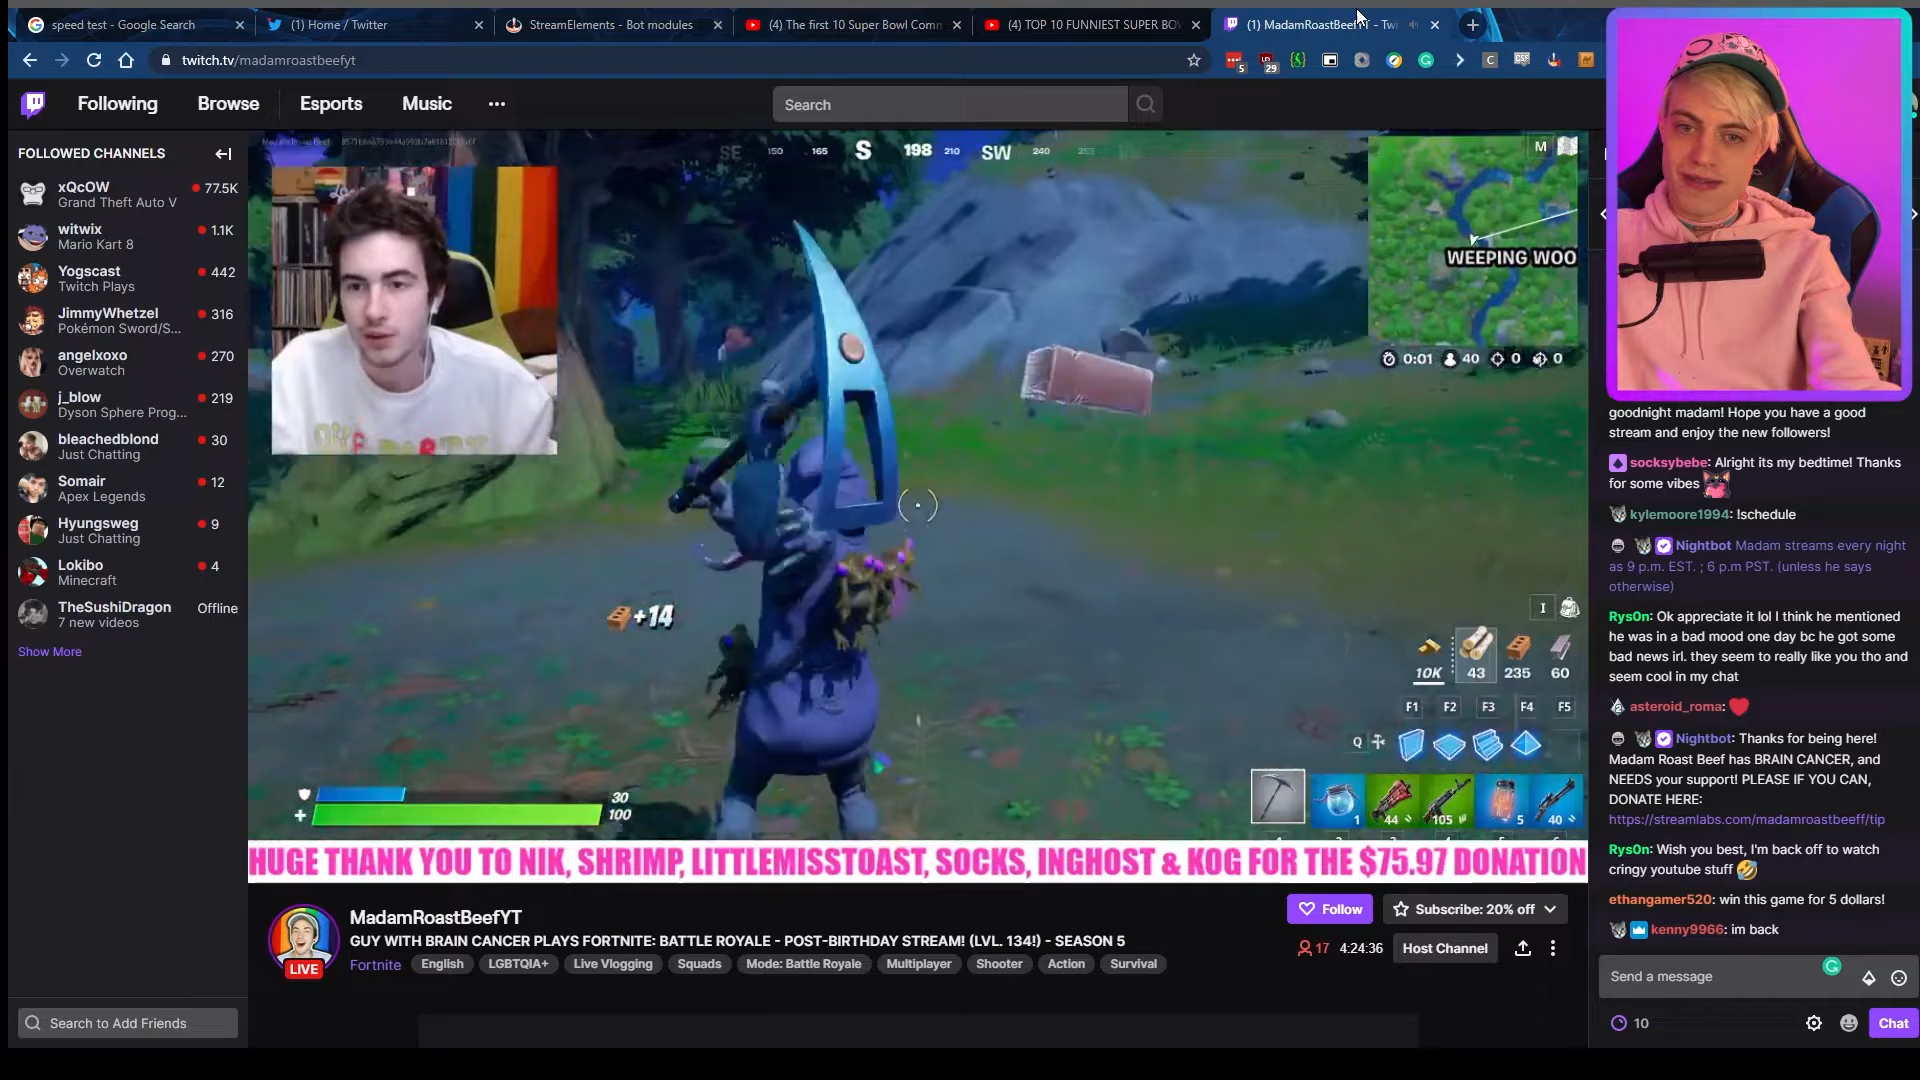 speed test - Google Search
(1) Home / Twitter
StreamElements - Bot modules
(4) The first 10 Super Bowl Comm
(4) TOP 10 FUNNIEST SUPER BOW
(1) MadamRoastBeefYT - Twi
twitch.tv/madamroastbeefyt
5
29
Following
Browse
Esports
Music
Search
FOLLOWED CHANNELS
xQcOW
77.5K
Grand Theft Auto V
witwix
1.1K
Mario Kart 8
Yogscast
442
Twitch Plays
JimmyWhetzel
316
Pokémon Sword/S...
angelxoxo
270
Overwatch
j_blow
219
Dyson Sphere Prog...
bleachedblond
30
Just Chatting
Somair
12
Apex Legends
Hyungsweg
9
Just Chatting
Lokibo
4
Minecraft
TheSushiDragon
Offline
7 new videos
Show More
Search to Add Friends
SE 150 165 S 198 210 SW 240 255
M
WEEPING WOO
0:01 40 0 0
+14
I
10K 43 235 60
F1 F2 F3 F4 F5
Q
30
100
1 44 105 5 40
HUGE THANK YOU TO NIK, SHRIMP, LITTLEMISSTOAST, SOCKS, INGHOST & KOG FOR THE $75.97 DONATION
MadamRoastBeefYT
GUY WITH BRAIN CANCER PLAYS FORTNITE: BATTLE ROYALE - POST-BIRTHDAY STREAM! (LVL. 134!) - SEASON 5
Fortnite English LGBTQIA+ Live Vlogging Squads Mode: Battle Royale Multiplayer Shooter Action Survival
LIVE
Follow
Subscribe: 20% off
17 4:24:36
Host Channel
goodnight madam! Hope you have a good
stream and enjoy the new followers!
socksybebe: Alright its my bedtime! Thanks
for some vibes
kylemoore1994: !schedule
Nightbot Madam streams every night
as 9 p.m. EST. ; 6 p.m PST. (unless he says
otherwise)
Rys0n: Ok appreciate it lol I think he mentioned
he was in a bad mood one day bc he got some
bad news irl. they seem to really like you tho and
seem cool in my chat
asteroid_roma:
Nightbot: Thanks for being here!
Madam Roast Beef has BRAIN CANCER, and
NEEDS your support! PLEASE IF YOU CAN,
DONATE HERE:
https://streamlabs.com/madamroastbeeff/tip
Rys0n: Wish you best, I'm back off to watch
cringy youtube stuff
ethangamer520: win this game for 5 dollars!
kenny9966: im back
Send a message
10
Chat